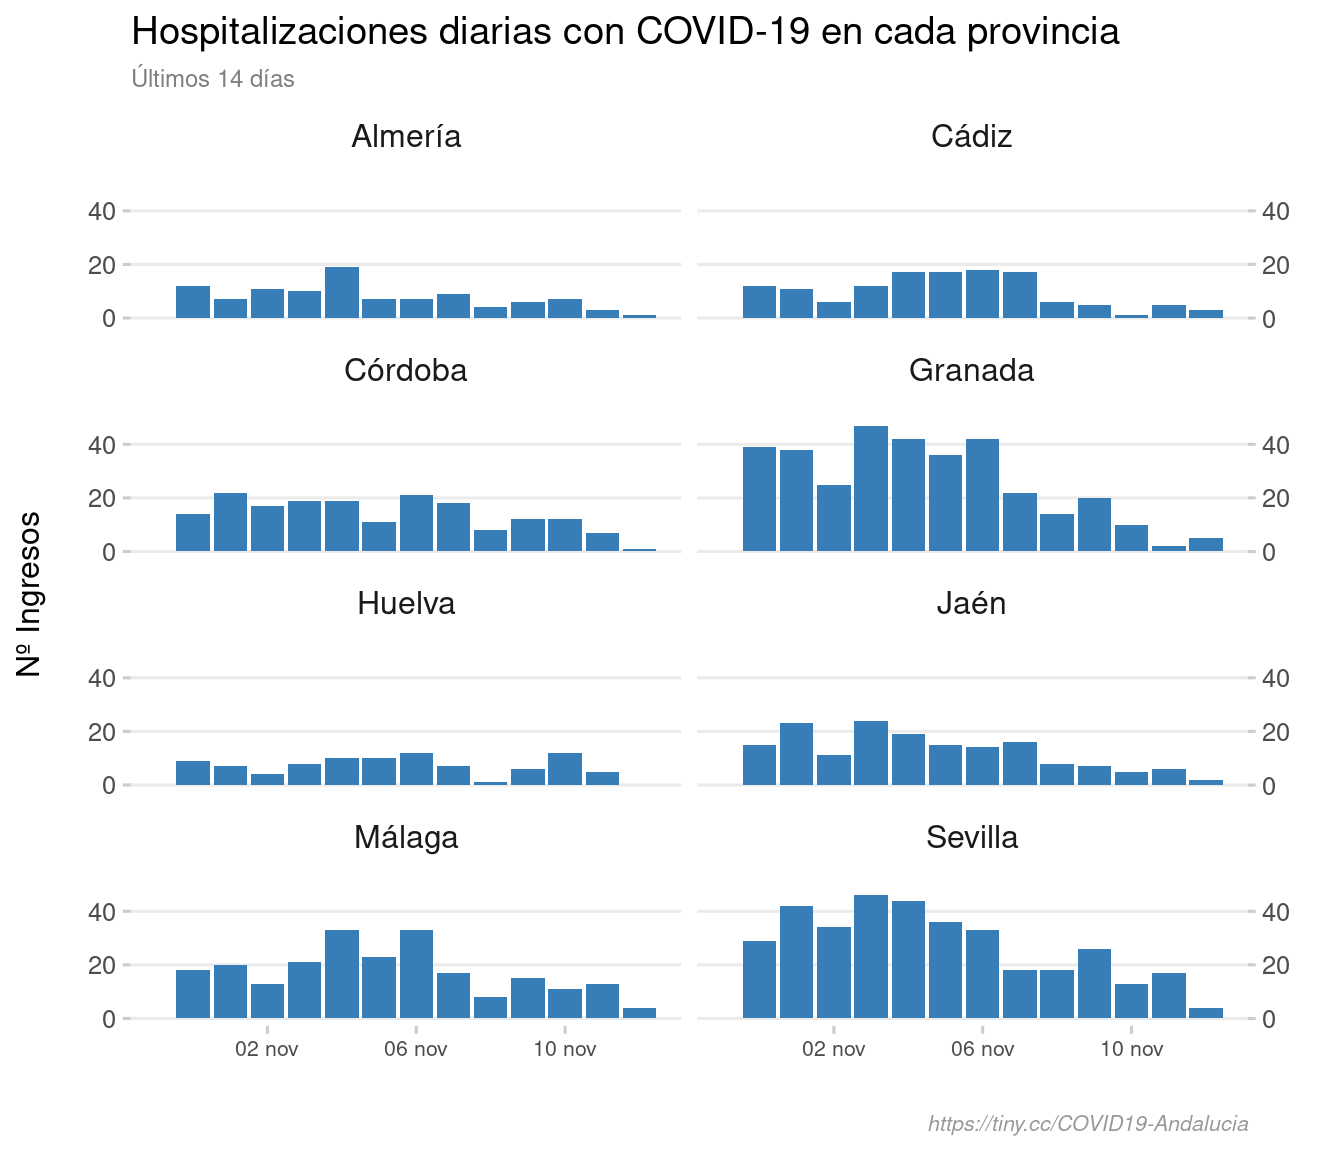 Hospitalizaciones diarias con COVID-19 en cada provincia
Últimos 14 días
Almería
Cádiz
40
20
0
40
20
0
Córdoba
Granada
40
20
0
40
20
0
Nº Ingresos
Huelva
Jaén
40
20
0
40
20
0
Málaga
Sevilla
40
20
0
40
20
0
02 nov 06 nov 10 nov
02 nov 06 nov 10 nov
https://tiny.cc/COVID19-Andalucia